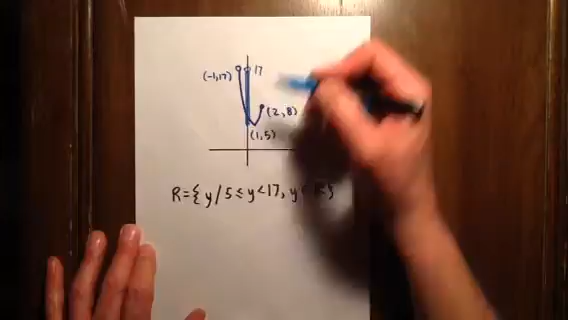 (-1,17) 17
(2,8)
(1,5)
R={y/5≤y<17, y